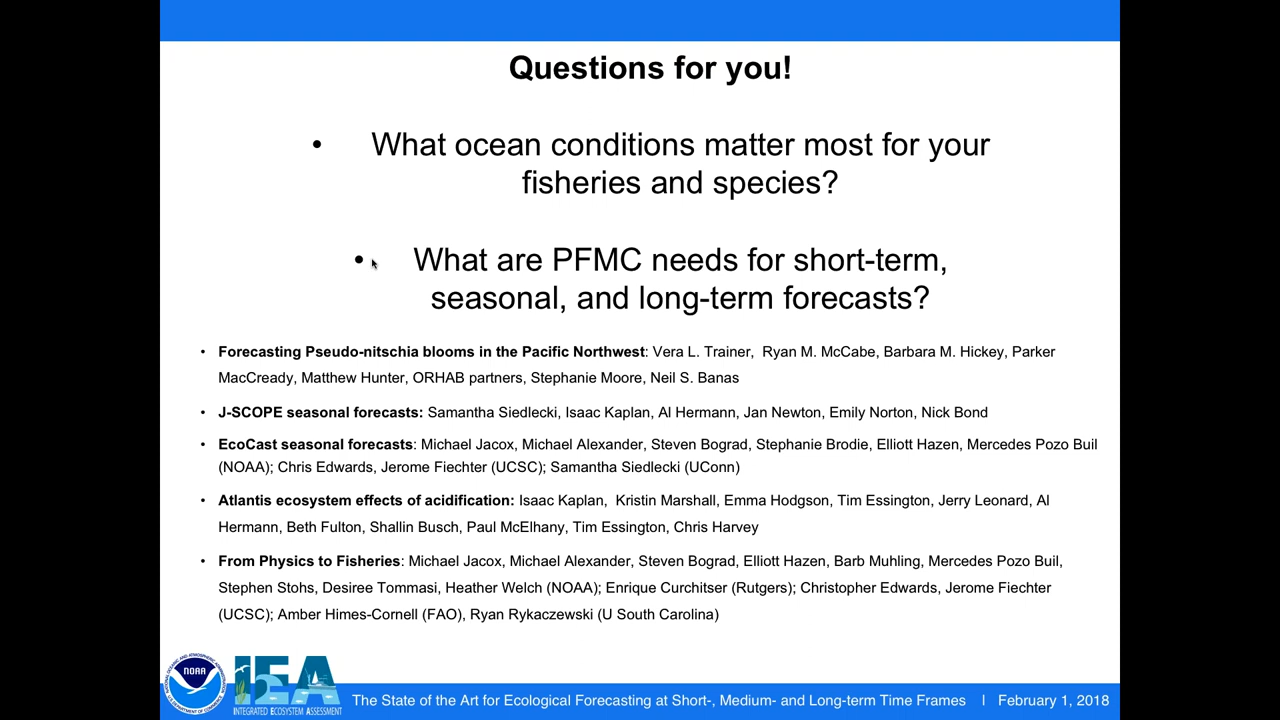 Questions for you!
• What ocean conditions matter most for your
fisheries and species?
• What are PFMC needs for short-term,
seasonal, and long-term forecasts?
• Forecasting Pseudo-nitschia blooms in the Pacific Northwest: Vera L. Trainer, Ryan M. McCabe, Barbara M. Hickey, Parker
MacCready, Matthew Hunter, ORHAB partners, Stephanie Moore, Neil S. Banas
• J-SCOPE seasonal forecasts: Samantha Siedlecki, Isaac Kaplan, Al Hermann, Jan Newton, Emily Norton, Nick Bond
• EcoCast seasonal forecasts: Michael Jacox, Michael Alexander, Steven Bograd, Stephanie Brodie, Elliott Hazen, Mercedes Pozo Buil
(NOAA); Chris Edwards, Jerome Fiechter (UCSC); Samantha Siedlecki (UConn)
• Atlantis ecosystem effects of acidification: Isaac Kaplan, Kristin Marshall, Emma Hodgson, Tim Essington, Jerry Leonard, Al
Hermann, Beth Fulton, Shallin Busch, Paul McElhany, Tim Essington, Chris Harvey
• From Physics to Fisheries: Michael Jacox, Michael Alexander, Steven Bograd, Elliott Hazen, Barb Muhling, Mercedes Pozo Buil,
Stephen Stohs, Desiree Tommasi, Heather Welch (NOAA); Enrique Curchitser (Rutgers); Christopher Edwards, Jerome Fiechter
(UCSC); Amber Himes-Cornell (FAO), Ryan Rykaczewski (U South Carolina)
NOAA
IEA
INTEGRATED ECOSYSTEM ASSESSMENT
The State of the Art for Ecological Forecasting at Short-, Medium- and Long-term Time Frames | February 1, 2018